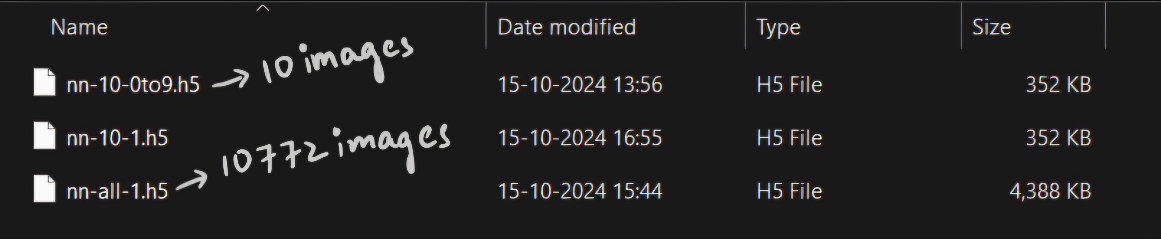 Name Date modified Type Size
nn-10-0to9.h5 → 10 images 15-10-2024 13:56 H5 File 352 KB
nn-10-1.h5 15-10-2024 16:55 H5 File 352 KB
nn-all-1.h5 → 10772 images 15-10-2024 15:44 H5 File 4,388 KB